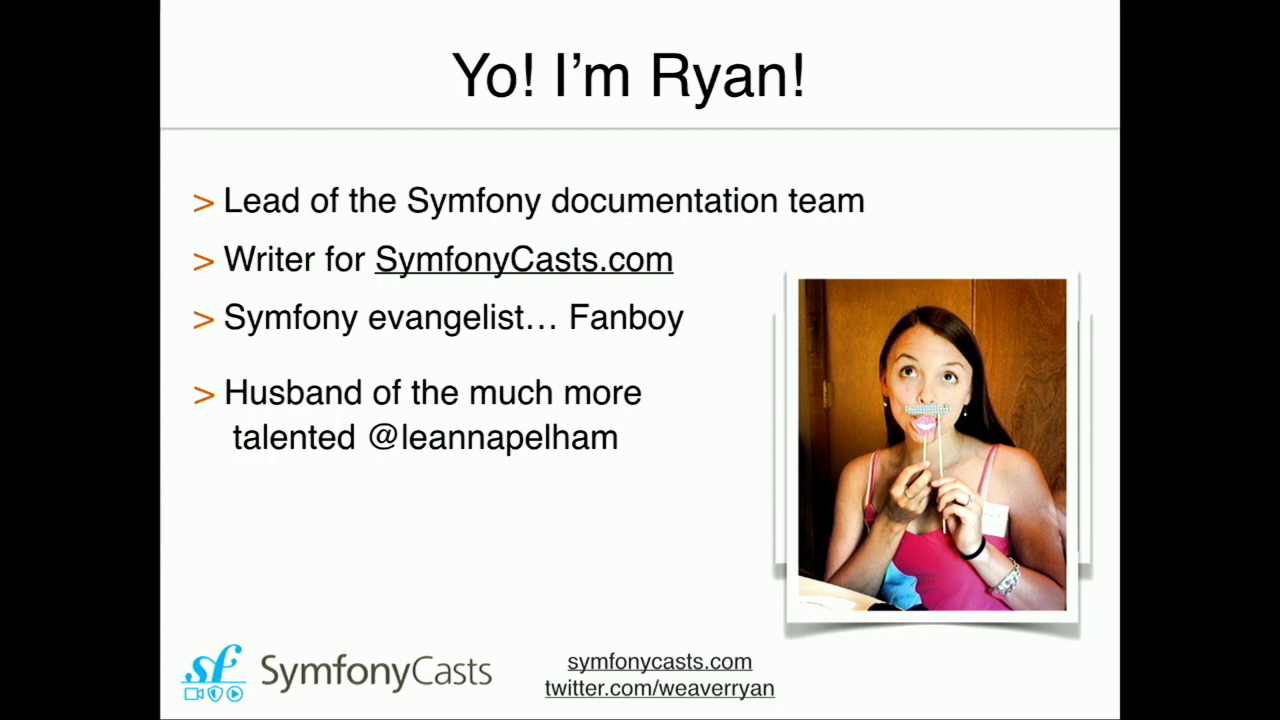 Yo! I’m Ryan!
> Lead of the Symfony documentation team
> Writer for SymfonyCasts.com
> Symfony evangelist… Fanboy
> Husband of the much more
talented @leannapelham
sf
SymfonyCasts
symfonycasts.com
twitter.com/weaverryan